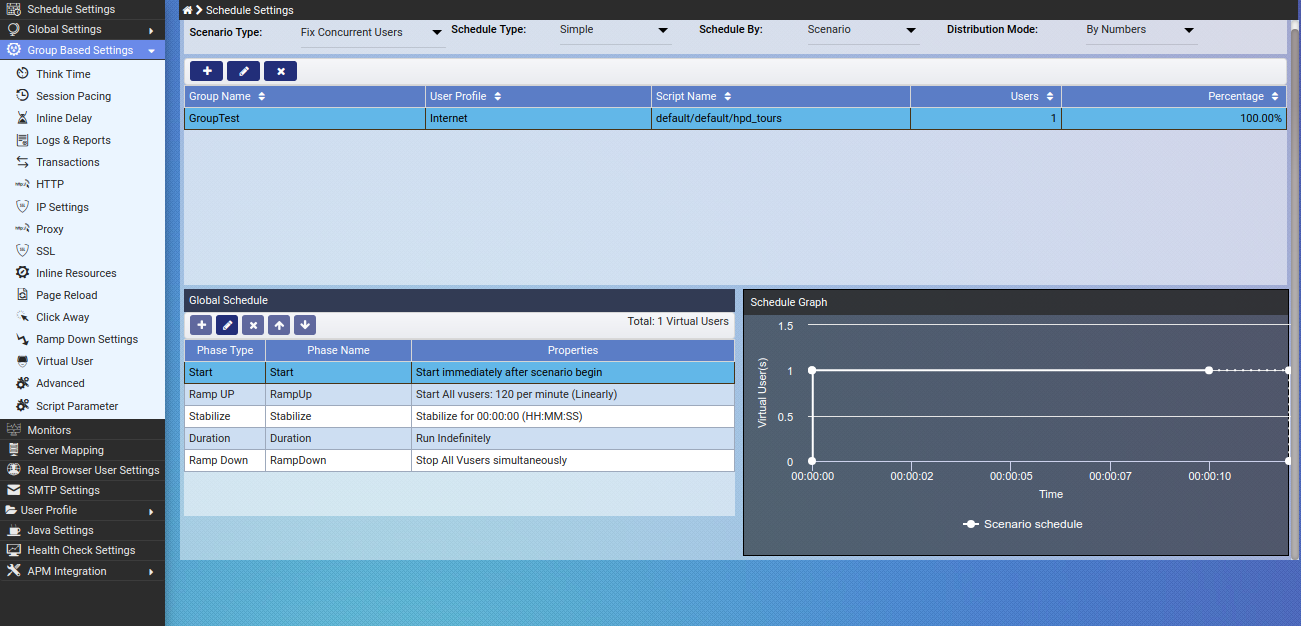 Schedule Settings
Global Settings
Group Based Settings
Think Time
Session Pacing
Inline Delay
Logs & Reports
Transactions
HTTP
IP Settings
Proxy
SSL
Inline Resources
Page Reload
Click Away
Ramp Down Settings
Virtual User
Advanced
Script Parameter
Monitors
Server Mapping
Real Browser User Settings
SMTP Settings
User Profile
Java Settings
Health Check Settings
APM Integration
Schedule Settings
Scenario Type: Fix Concurrent Users Schedule Type: Simple Schedule By: Scenario Distribution Mode: By Numbers
Group Name User Profile Script Name Users Percentage
GroupTest Internet default/default/hpd_tours 1 100.00%
Global Schedule
Total: 1 Virtual Users
Phase Type Phase Name Properties
Start Start Start immediately after scenario begin
Ramp UP RampUp Start All vusers: 120 per minute (Linearly)
Stabilize Stabilize Stabilize for 00:00:00 (HH:MM:SS)
Duration Duration Run Indefinitely
Ramp Down RampDown Stop All Vusers simultaneously
Schedule Graph
Virtual User(s)
1.5
1
0.5
0
00:00:00 00:00:02 00:00:05 00:00:07 00:00:10
Time
Scenario schedule